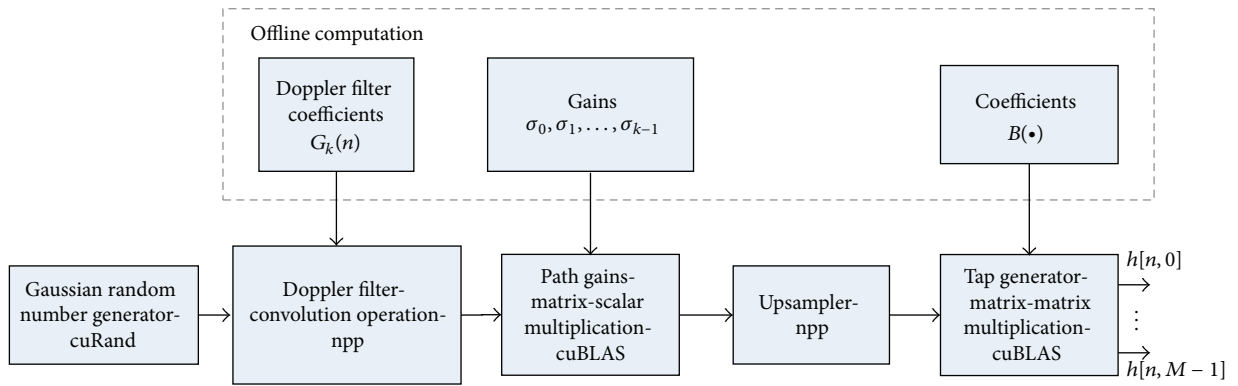 Offline computation
Doppler filter
coefficients
G_k(n)
Gains
σ_0, σ_1, . . . , σ_{k−1}
Coefficients
B(•)
Gaussian random
number generator-
cuRand
Doppler filter-
convolution operation-
npp
Path gains-
matrix-scalar
multiplication-
cuBLAS
Upsampler-
npp
Tap generator-
matrix-matrix
multiplication-
cuBLAS
h[n, 0]
⋮
h[n, M − 1]